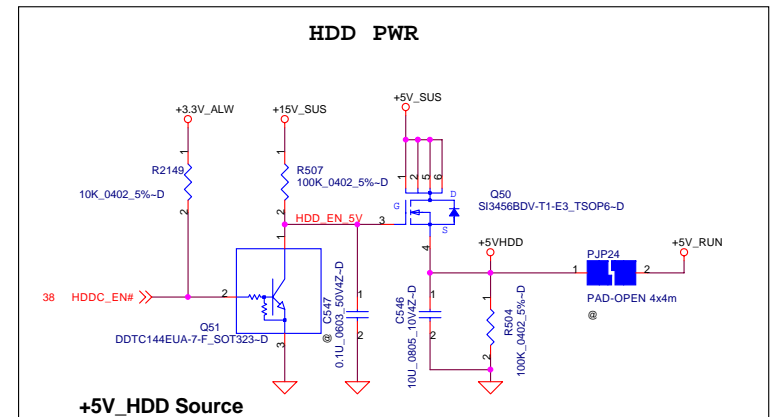 HDD PWR
+3.3V_ALW
+15V_SUS
+5V_SUS
1
R2149
10K_0402_5%~D
2
1
R507
100K_0402_5%~D
2
1
2
5
6
D
G
S
Q50
SI3456BDV-T1-E3_TSOP6~D
HDD_EN_5V
3
4
+5VHDD
PJP24
+5V_RUN
1
2
PAD-OPEN 4x4m
@
38
HDDC_EN#
2
1
3
Q51
DDTC144EUA-7-F_SOT323~D
@
C547
0.1U_0603_50V4Z~D
1
2
C546
10U_0805_10V4Z~D
1
2
R504
100K_0402_5%~D
1
2
+5V_HDD Source